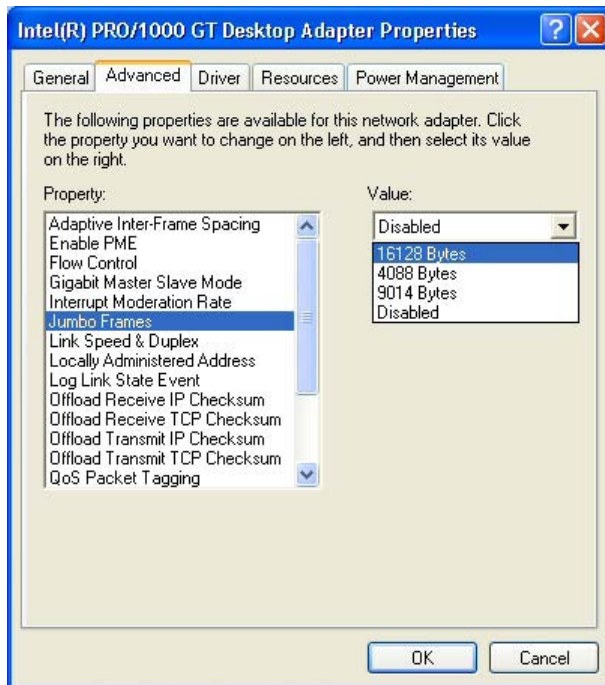 Intel(R) PRO/1000 GT Desktop Adapter Properties
General
Advanced
Driver
Resources
Power Management
The following properties are available for this network adapter. Click
the property you want to change on the left, and then select its value
on the right.
Property:
Adaptive Inter-Frame Spacing
Enable PME
Flow Control
Gigabit Master Slave Mode
Interrupt Moderation Rate
Jumbo Frames
Link Speed & Duplex
Locally Administered Address
Log Link State Event
Offload Receive IP Checksum
Offload Receive TCP Checksum
Offload Transmit IP Checksum
Offload Transmit TCP Checksum
QoS Packet Tagging
Value:
Disabled
16128 Bytes
4088 Bytes
9014 Bytes
Disabled
OK
Cancel